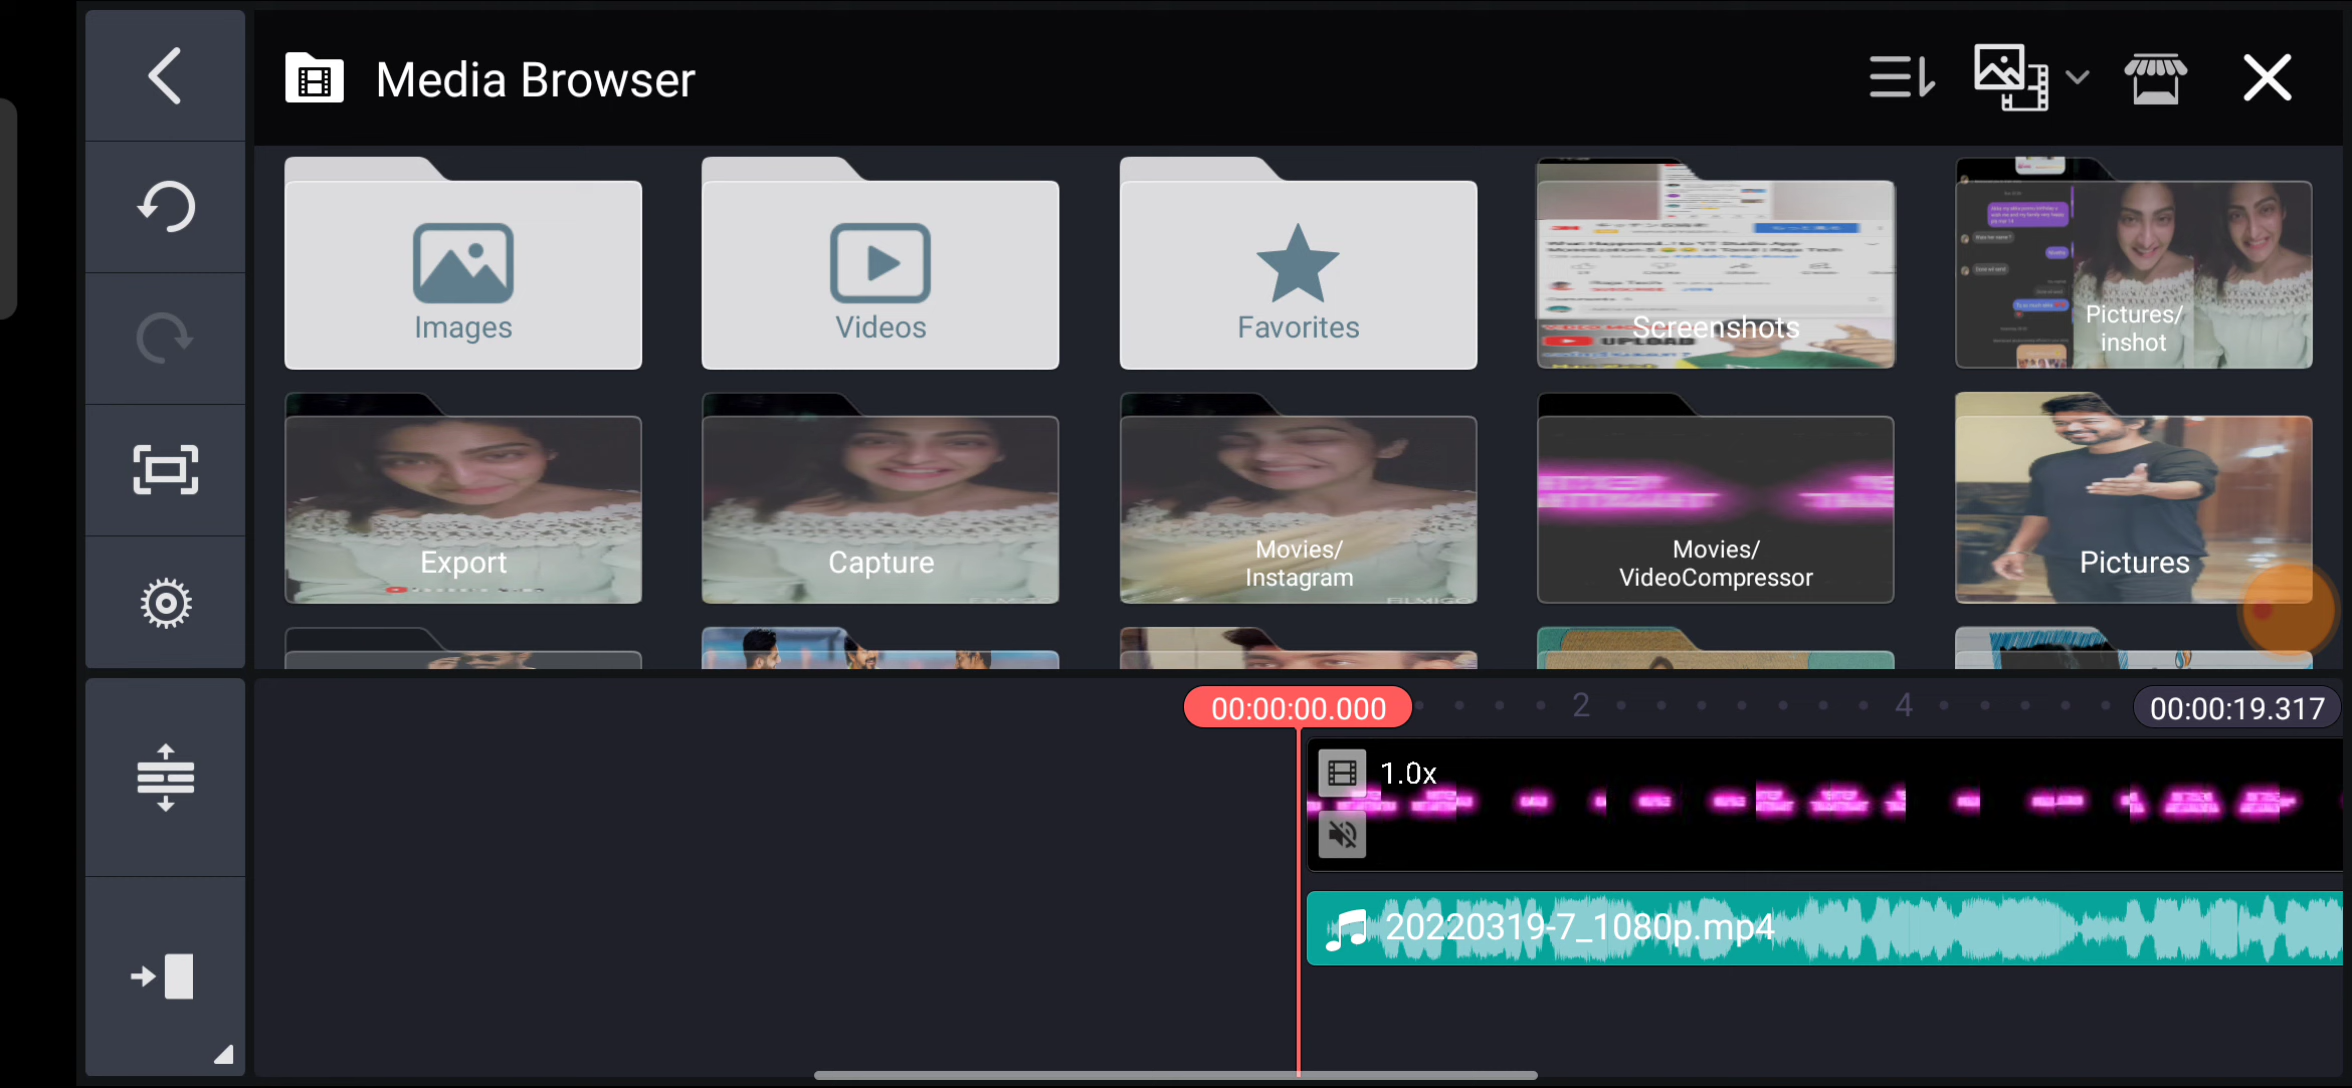 Media Browser
Images
Videos
Favorites
Screenshots
Pictures/
inshot
UPLOAD
Export
Capture
Movies/
Instagram
Movies/
VideoCompressor
Pictures
00:00:00.000
2
4
00:00:19.317
1.0x
20220319-7_1080p.mp4